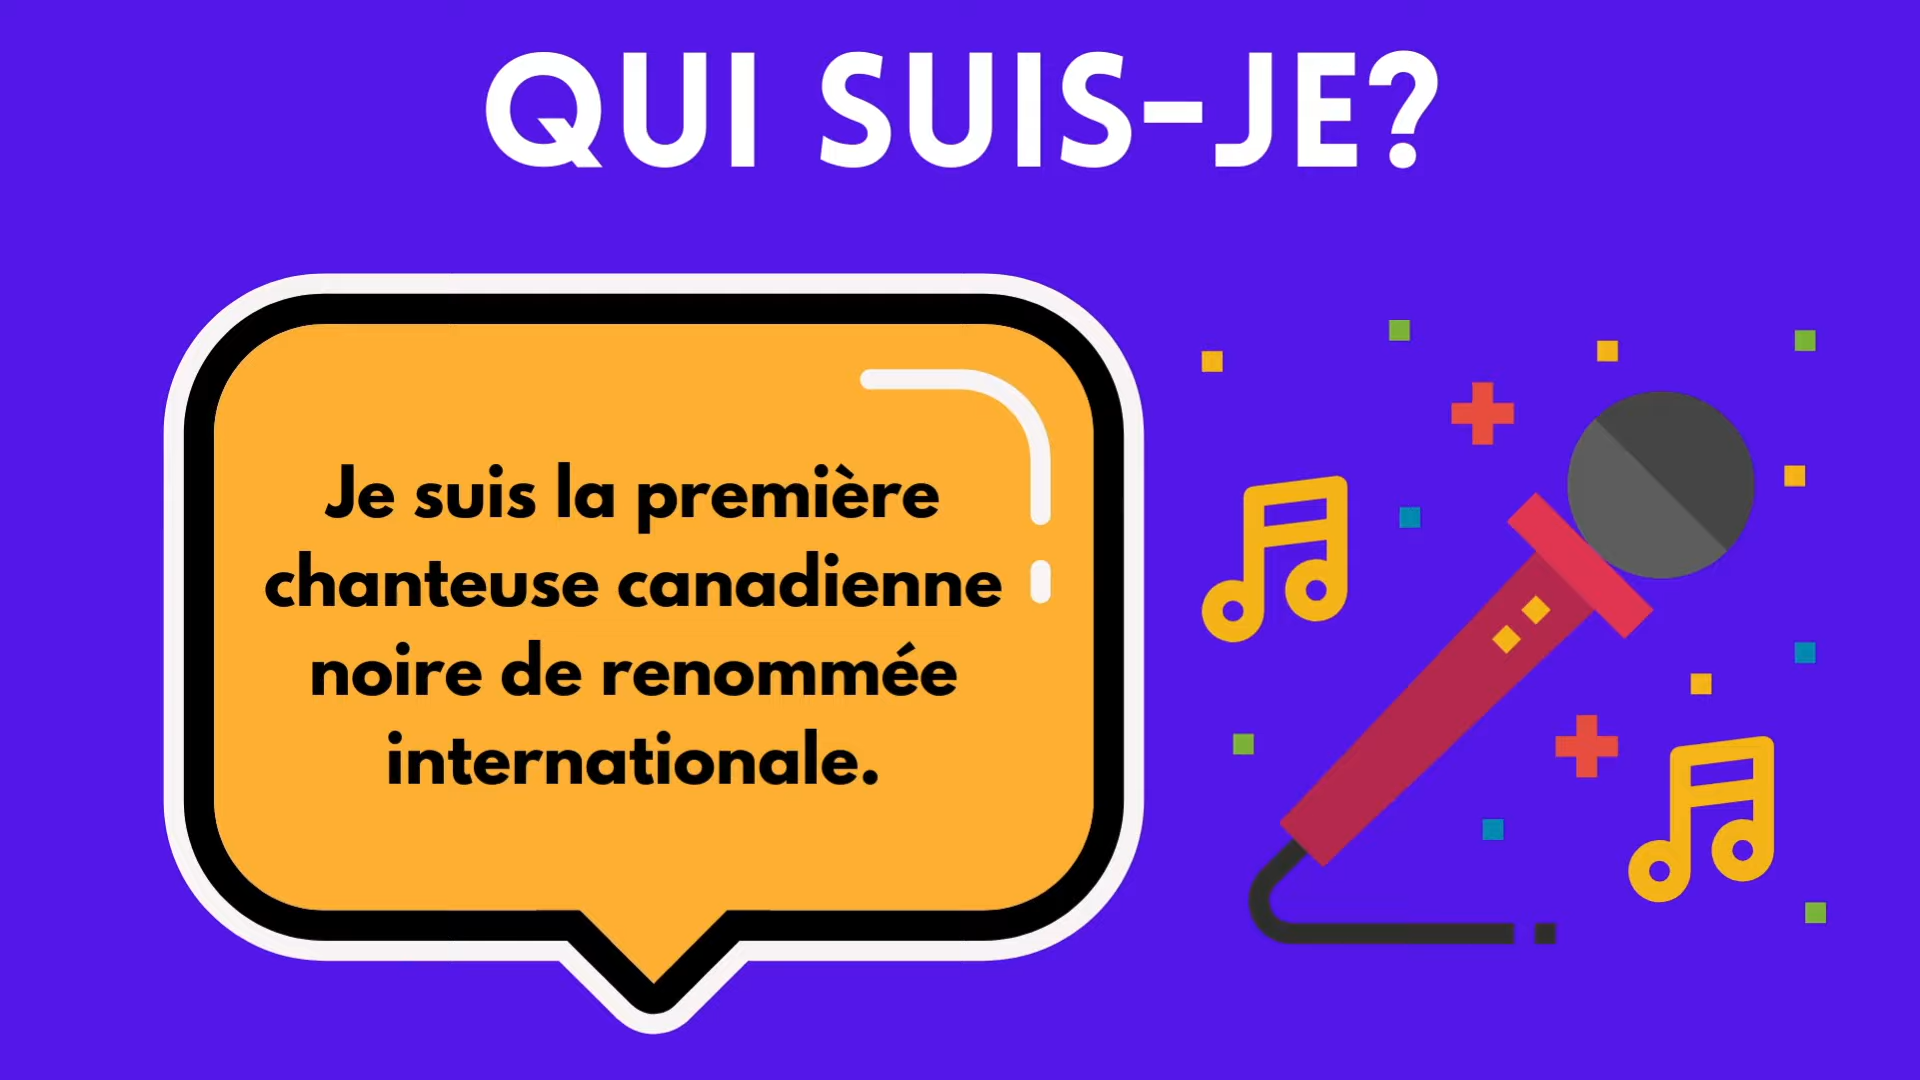 QUI SUIS-JE?
Je suis la première
chanteuse canadienne
noire de renommée
internationale.